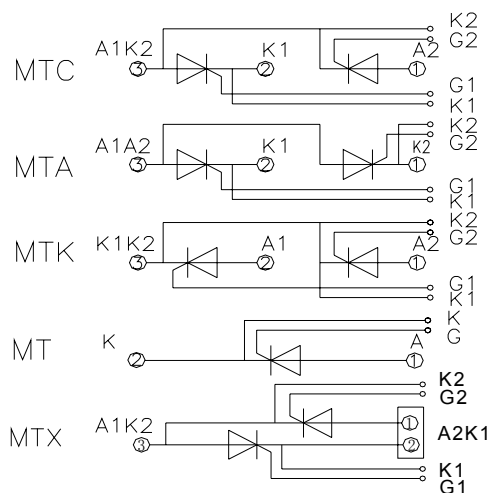 K2
A1K2 K1 A2 G2
MTC 3 2 1
G1
K1
K2
A1A2 K1 K2 G2
MTA 3 2 1
G1
K1
K2
K1K2 A1 A2 G2
MTK 3 2 1
G1
K1
K
K A G
MT 2 1
K2
G2
A1K2 1 A2K1
MTX 3 2
K1
G1